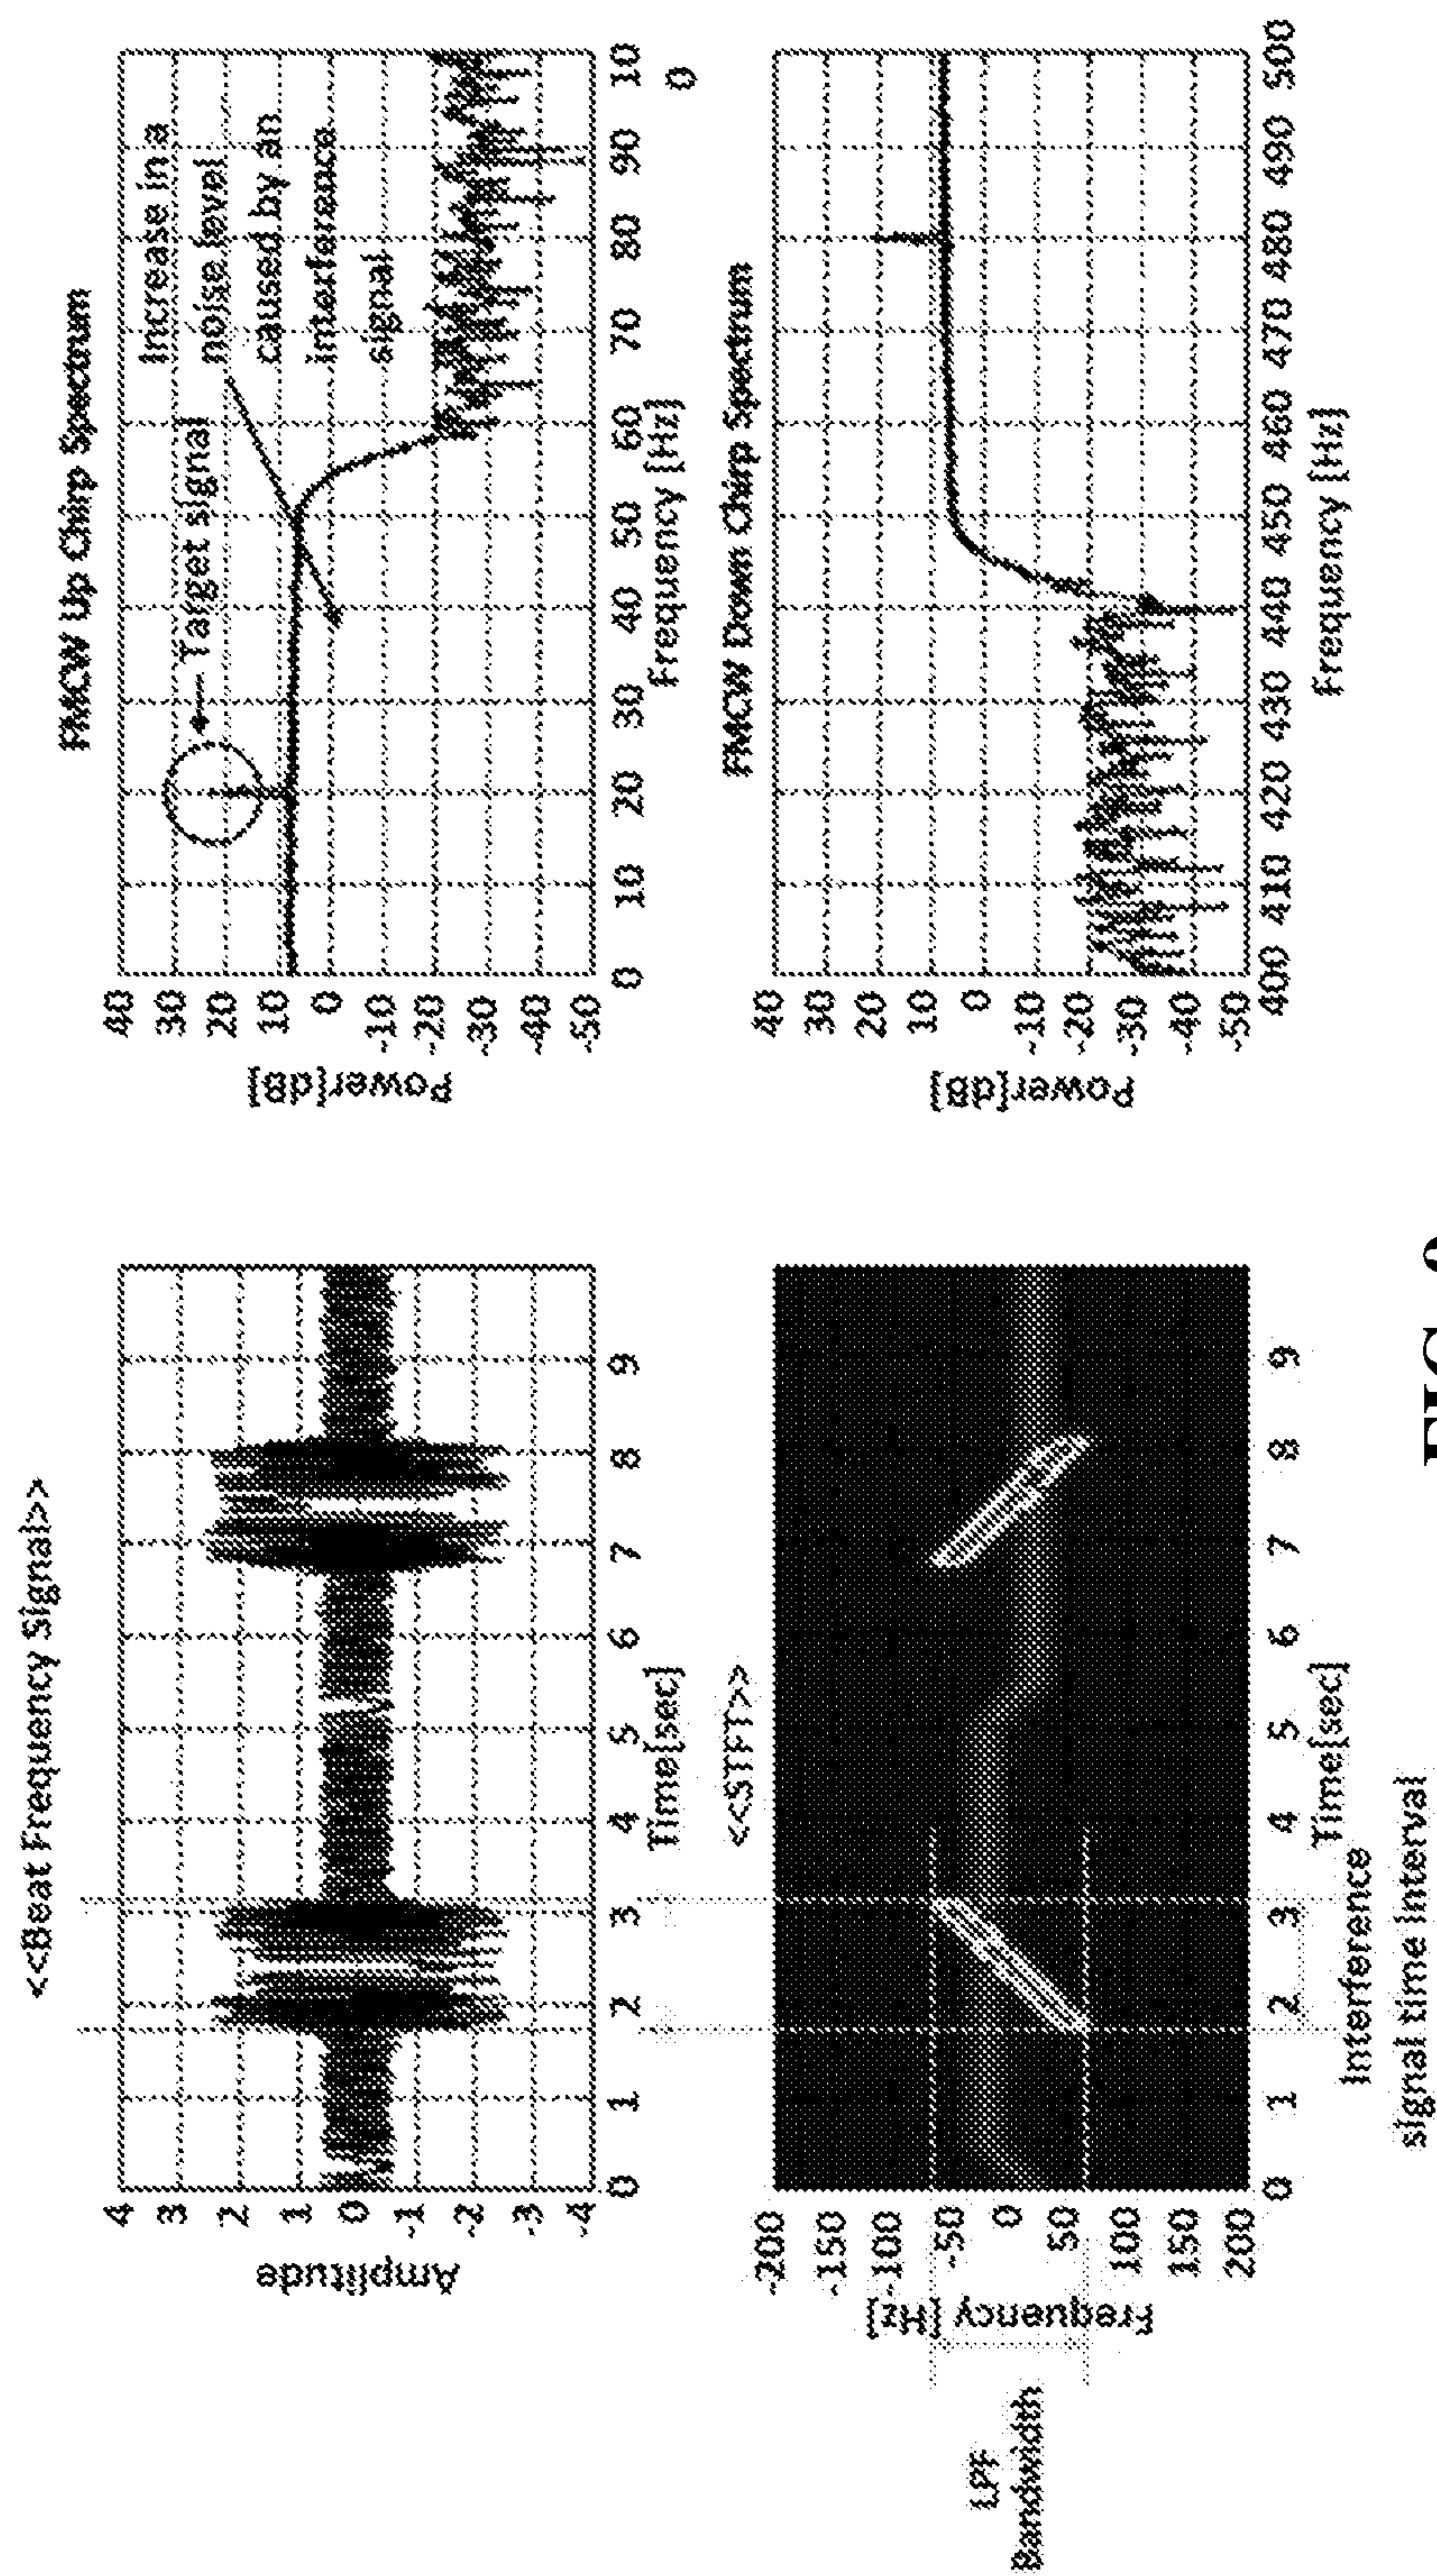 <<Beat Frequency Signal>>
Amplitude
4
3
2
1
0
-1
-2
-3
-4
0 1 2 3 4 5 6 7 8 9
Time[sec]
FMCW Up Chirp Spectrum
Power[dB]
40
30
20
10
0
-10
-20
-30
-40
-50
Target signal
Increase in a
noise level
caused by an
interference
signal
0 10 20 30 40 50 60 70 80 90 10
0
Frequency [Hz]
<<STFT>>
LPF
Bandwidth
Frequency [Hz]
-200
-150
-100
-50
0
50
100
150
200
0 1 2 3 4 5 6 7 8 9
Time[sec]
Interference
signal time interval
FMCW Down Chirp Spectrum
Power[dB]
40
30
20
10
0
-10
-20
-30
-40
-50
400 410 420 430 440 450 460 470 480 490 500
Frequency [Hz]
FIG.